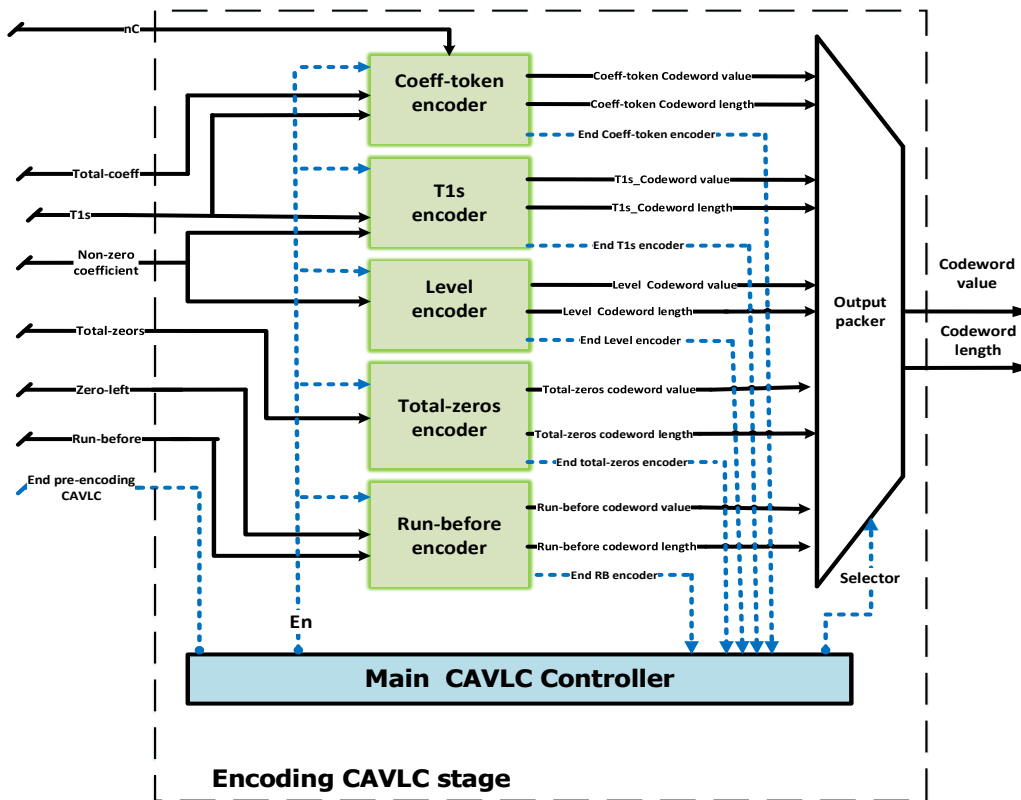 nC
Total-coeff
T1s
Non-zero
coefficient
Total-zeors
Zero-left
Run-before
End pre-encoding
CAVLC
Coeff-token
encoder
T1s
encoder
Level
encoder
Total-zeros
encoder
Run-before
encoder
Coeff-token Codeword value
Coeff-token Codeword length
End Coeff-token encoder
T1s_Codeword value
T1s_Codeword length
End T1s encoder
Level Codeword value
Level Codeword length
End Level encoder
Total-zeros codeword value
Total-zeros codeword length
End total-zeros encoder
Run-before codeword value
Run-before codeword length
End RB encoder
Output
packer
Codeword
value
Codeword
length
Selector
En
Main CAVLC Controller
Encoding CAVLC stage